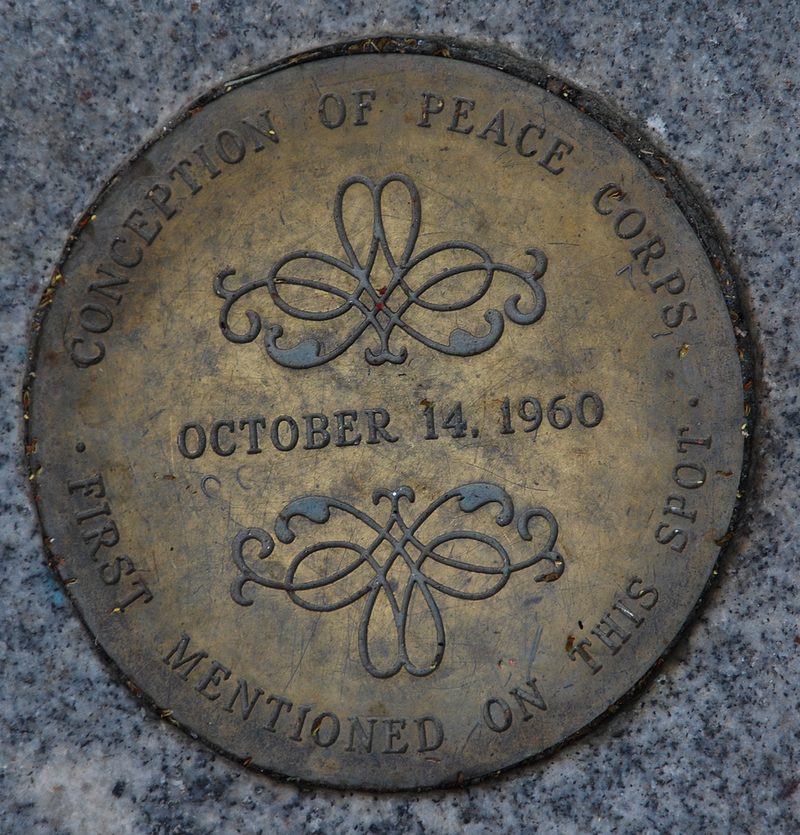 CONCEPTION OF PEACE CORPS
OCTOBER 14, 1960
FIRST MENTIONED ON THIS SPOT